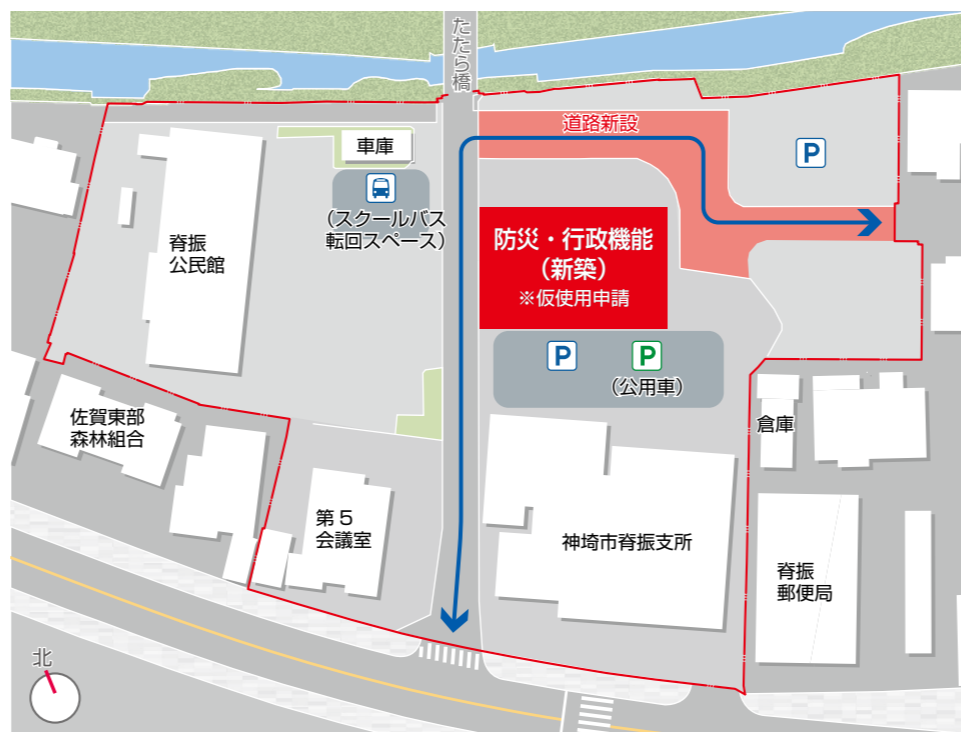 たたら橋
道路新設
車庫
P
(スクールバス
転回スペース)
防災・行政機能
(新築)
※仮使用申請
脊振
公民館
P
P
(公用車)
佐賀東部
森林組合
倉庫
第5
会議室
神埼市脊振支所
脊振
郵便局
北